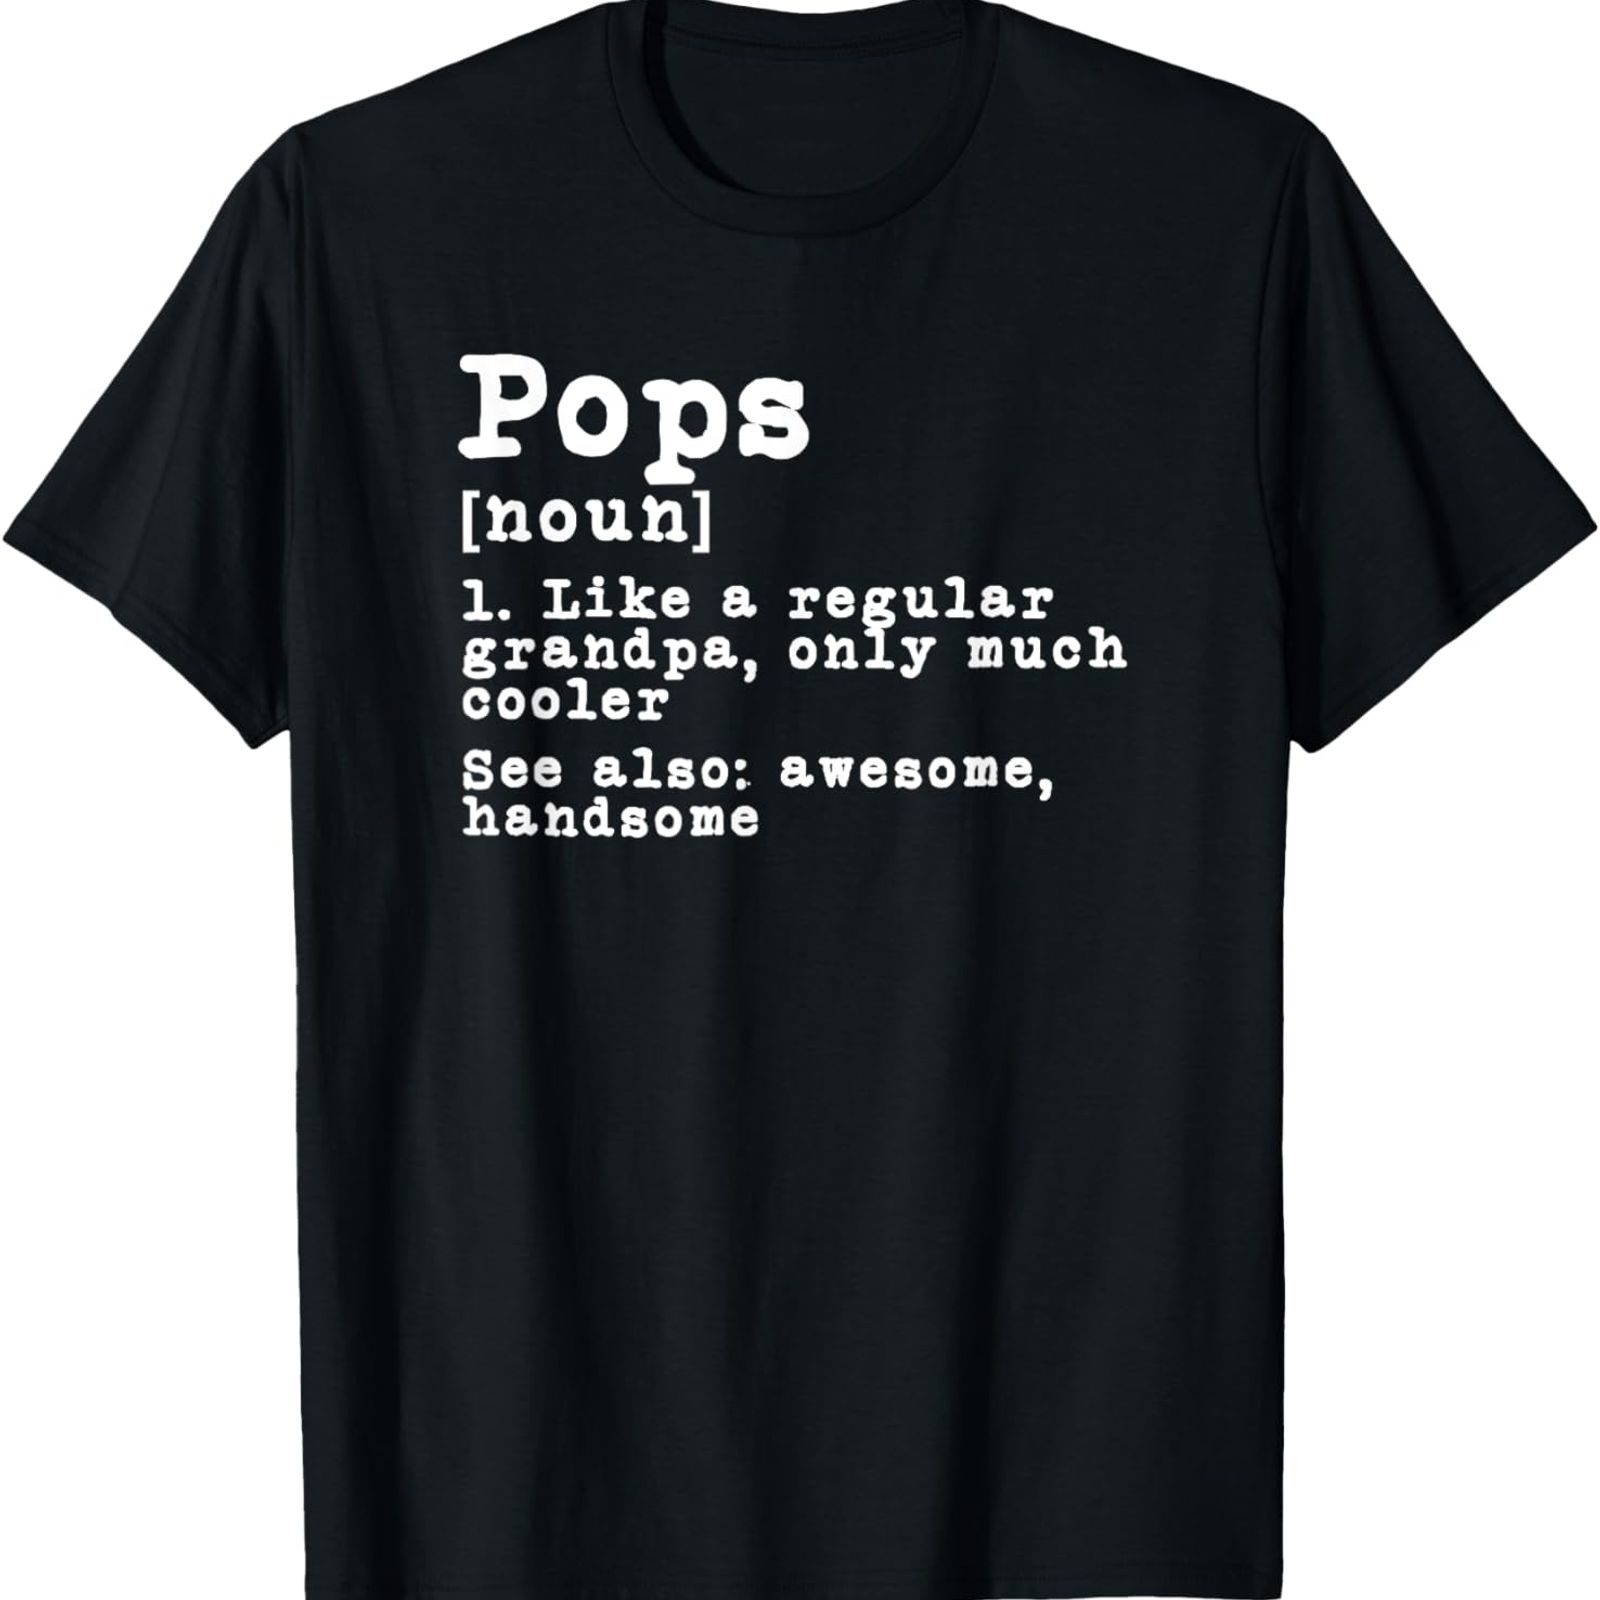 Pops
[noun]
1. Like a regular
grandpa, only much
cooler
See also: awesome,
handsome